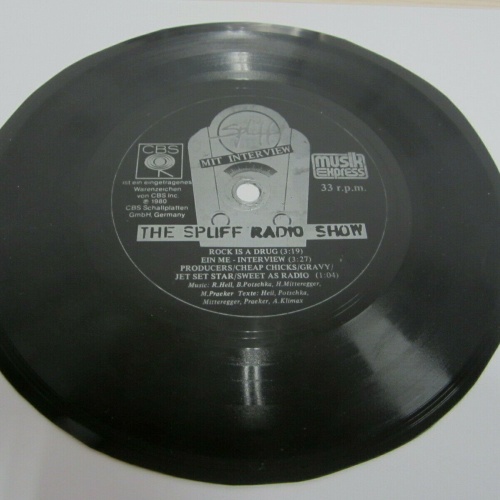 Spliff
MIT INTERVIEW
CBS
ist ein eingetragenes
Warenzeichen
von CBS Inc.
℗ 1980
CBS Schallplatten
GmbH. Germany
musik
EXPRESS
33 r.p.m.
THE SPLIFF RADIO SHOW
ROCK IS A DRUG (3:19)
EIN ME - INTERVIEW (3:27)
PRODUCERS/CHEAP CHICKS/GRAVY/
JET SET STAR/SWEET AS RADIO (1:04)
Music: R.Heil, B.Potschka, H.Mitteregger,
M.Praeker Texte: Heil, Potschka,
Mitteregger, Praeker, A.Klimax